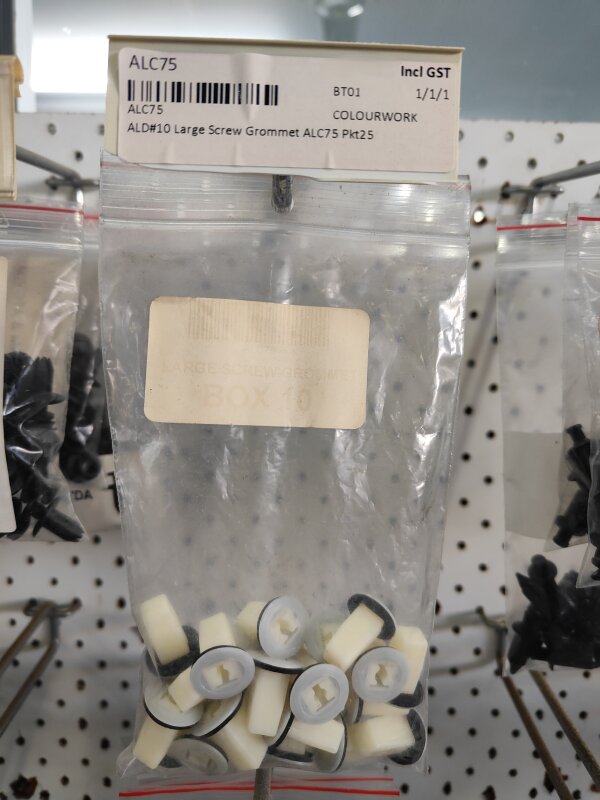 ALC75
Incl GST
BT01
1/1/1
ALC75
COLOURWORK
ALD#10 Large Screw Grommet ALC75 Pkt25
LARGE SCREW GROMMET
BOX 10
DA